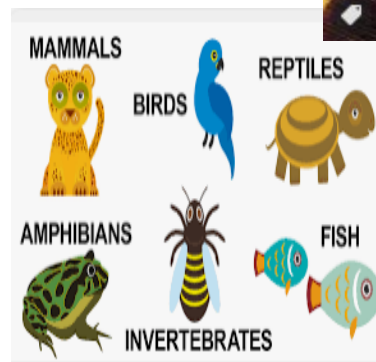 MAMMALS
BIRDS
REPTILES
AMPHIBIANS
FISH
INVERTEBRATES